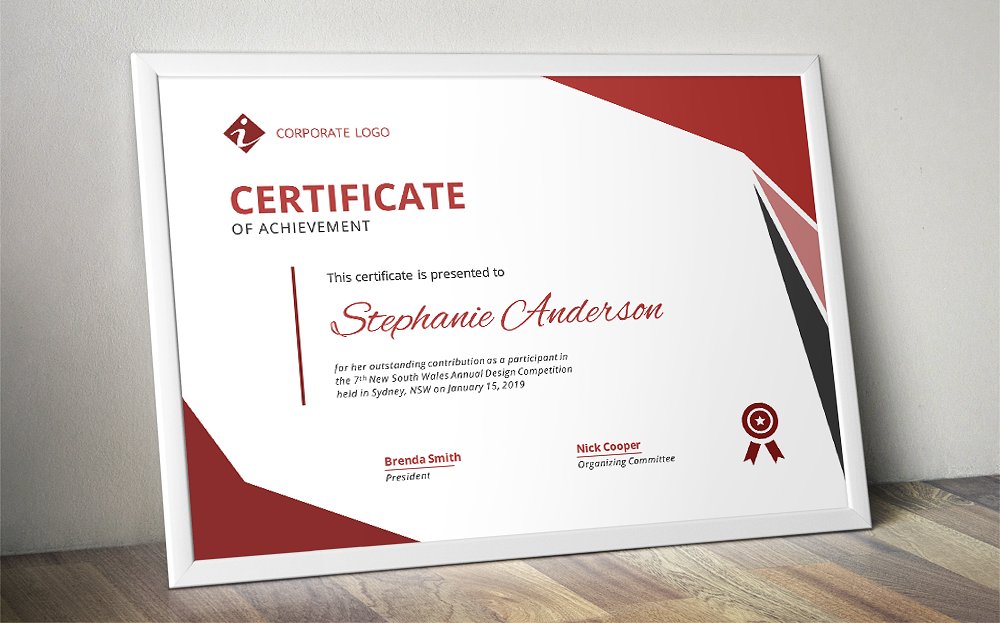 CORPORATE LOGO
CERTIFICATE
OF ACHIEVEMENT
This certificate is presented to
Stephanie Anderson
for her outstanding contribution as a participant in
the 7th New South Wales Annual Design Competition
held in Sydney, NSW on January 15, 2019
Brenda Smith
President
Nick Cooper
Organizing Committee